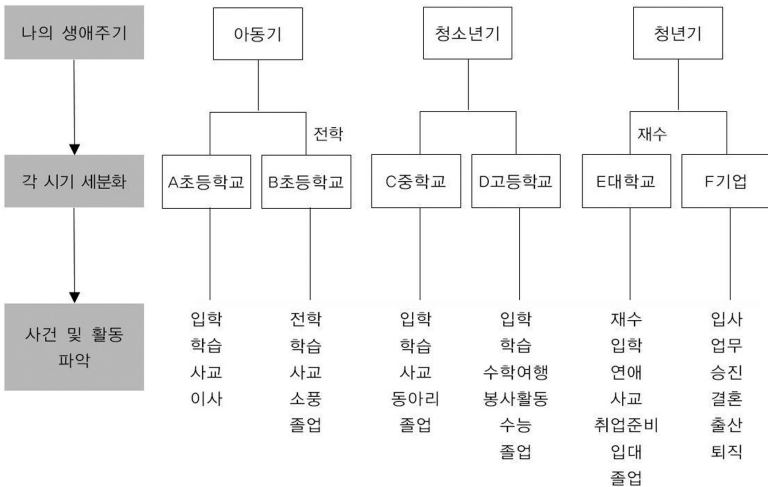 나의 생애주기
아동기
청소년기
청년기
전학
재수
각 시기 세분화
A초등학교
B초등학교
C중학교
D고등학교
E대학교
F기업
사건 및 활동
파악
입학
학습
사교
이사
전학
학습
사교
소풍
졸업
입학
학습
사교
동아리
졸업
입학
학습
수학여행
봉사활동
수능
졸업
재수
입학
연애
사교
취업준비
입대
졸업
입사
업무
승진
결혼
출산
퇴직